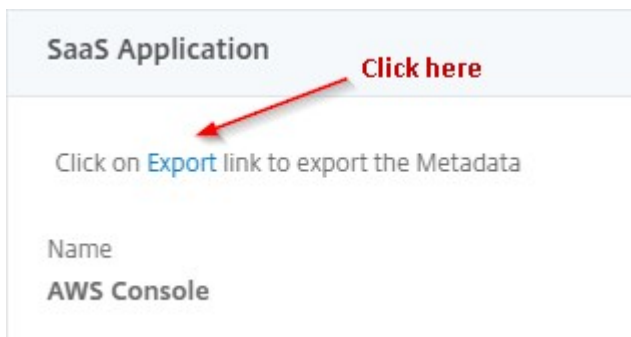 SaaS Application
Click here
Click on Export link to export the Metadata
Name
AWS Console